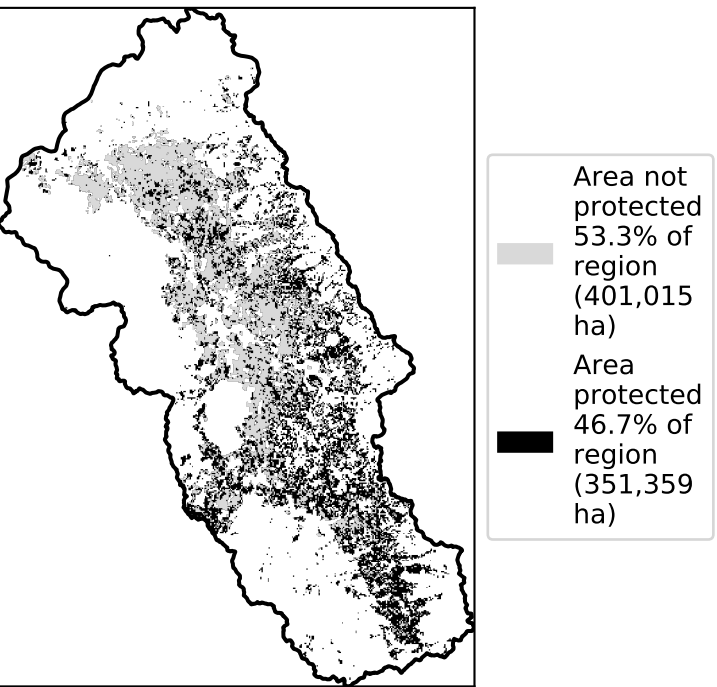 Area not
protected
53.3% of
region
(401,015
ha)
Area
protected
46.7% of
region
(351,359
ha)